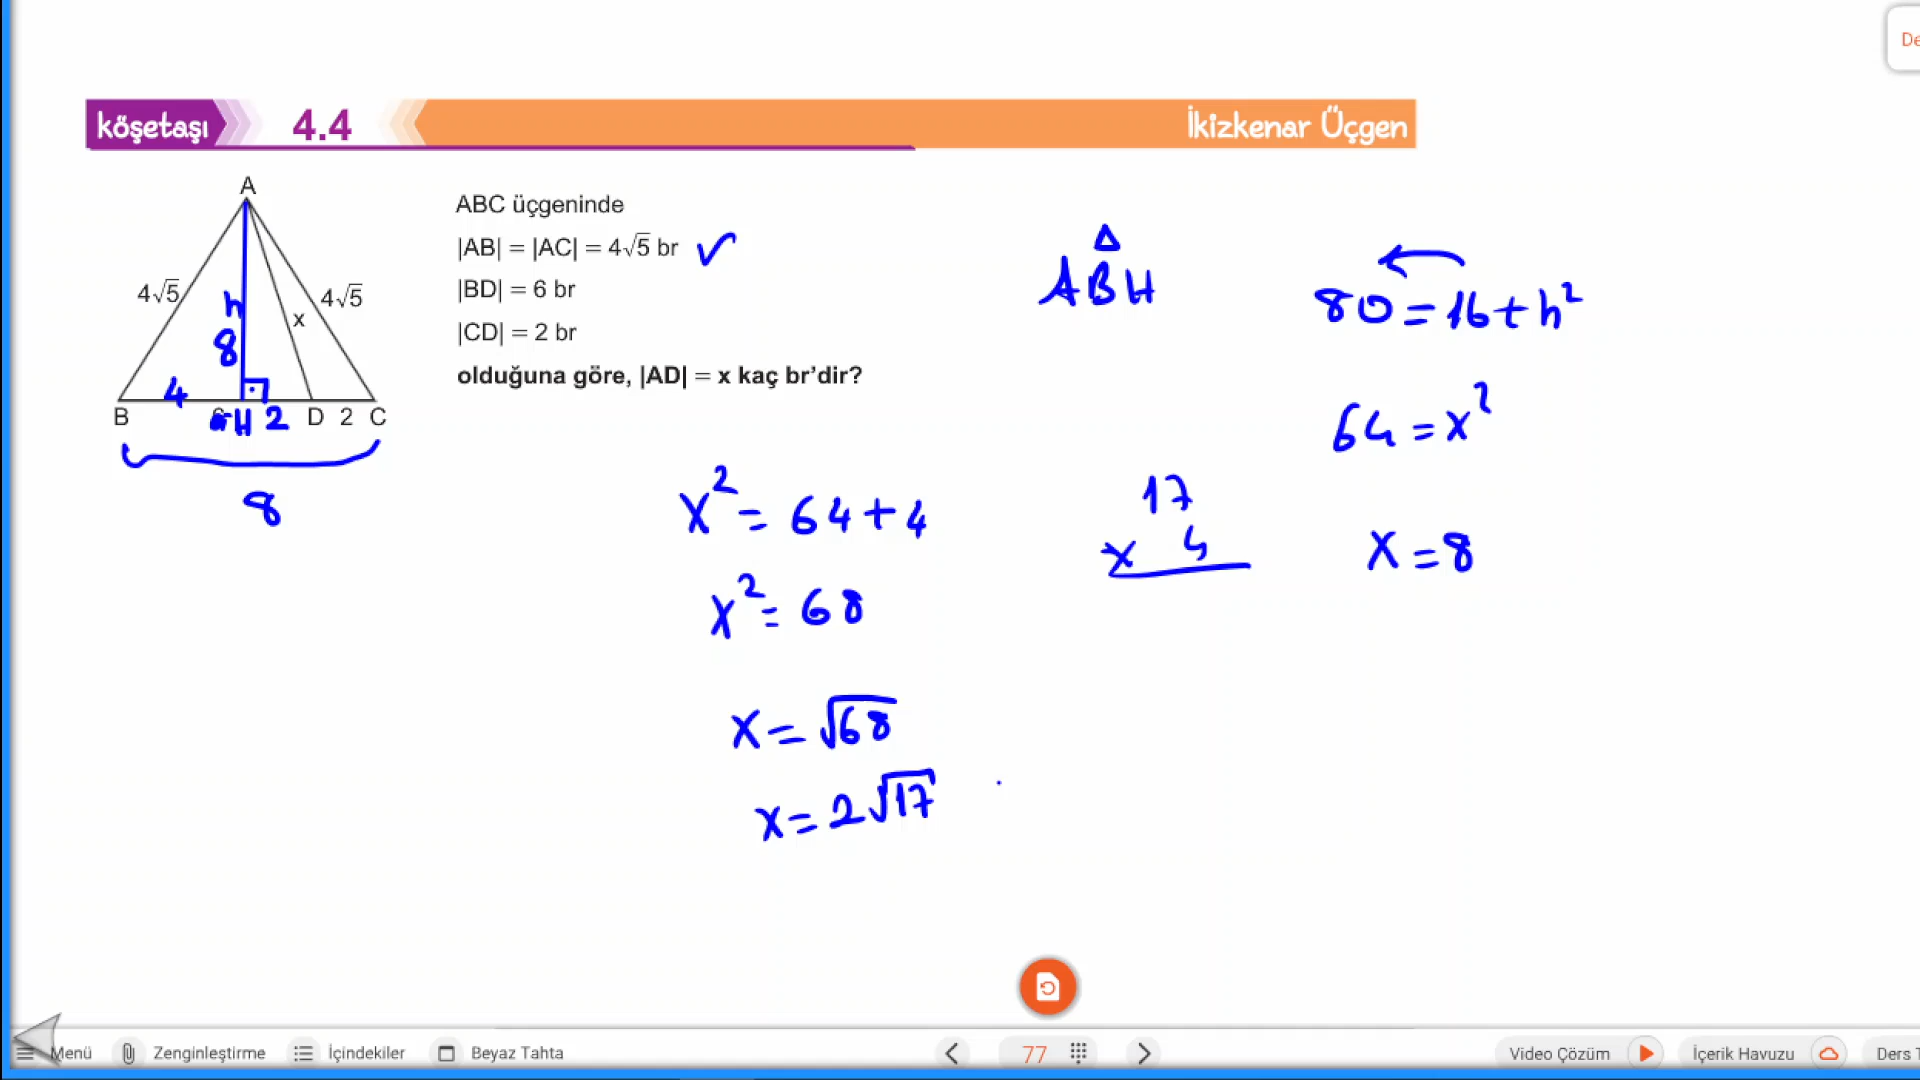 De
köşetaşı 4.4 İkizkenar Üçgen
A
4√5 h 4√5
8 x
4
B H 2 D 2 C
8
ABC üçgeninde
|AB| = |AC| = 4√5 br ✓
|BD| = 6 br
|CD| = 2 br
olduğuna göre, |AD| = x kaç br'dir?
ABH
80 = 16 + h²
64 = x²
x = 8
17
x 4
x² = 64 + 4
x² = 68
x = √68
x = 2√17
Menü Zenginleştirme İçindekiler Beyaz Tahta 77 Video Çözüm İçerik Havuzu Ders